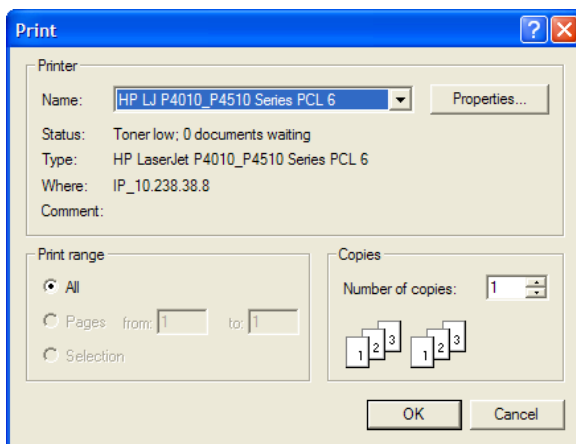 Print
Printer
Name: HP LJ P4010_P4510 Series PCL 6 Properties...
Status: Toner low; 0 documents waiting
Type: HP LaserJet P4010_P4510 Series PCL 6
Where: IP_10.238.38.8
Comment:
Print range
All
Pages from: 1 to: 1
Selection
Copies
Number of copies: 1
1 2 3 1 2 3
OK Cancel